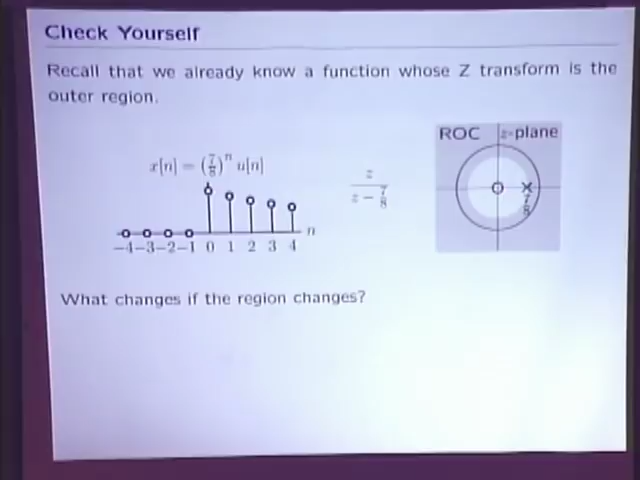 Check Yourself
Recall that we already know a function whose Z transform is the
outer region.
ROC z-plane
x[n] = (7/8)^n u[n]
z / (z − 7/8)
n
−4−3−2−1 0 1 2 3 4
7/8
What changes if the region changes?